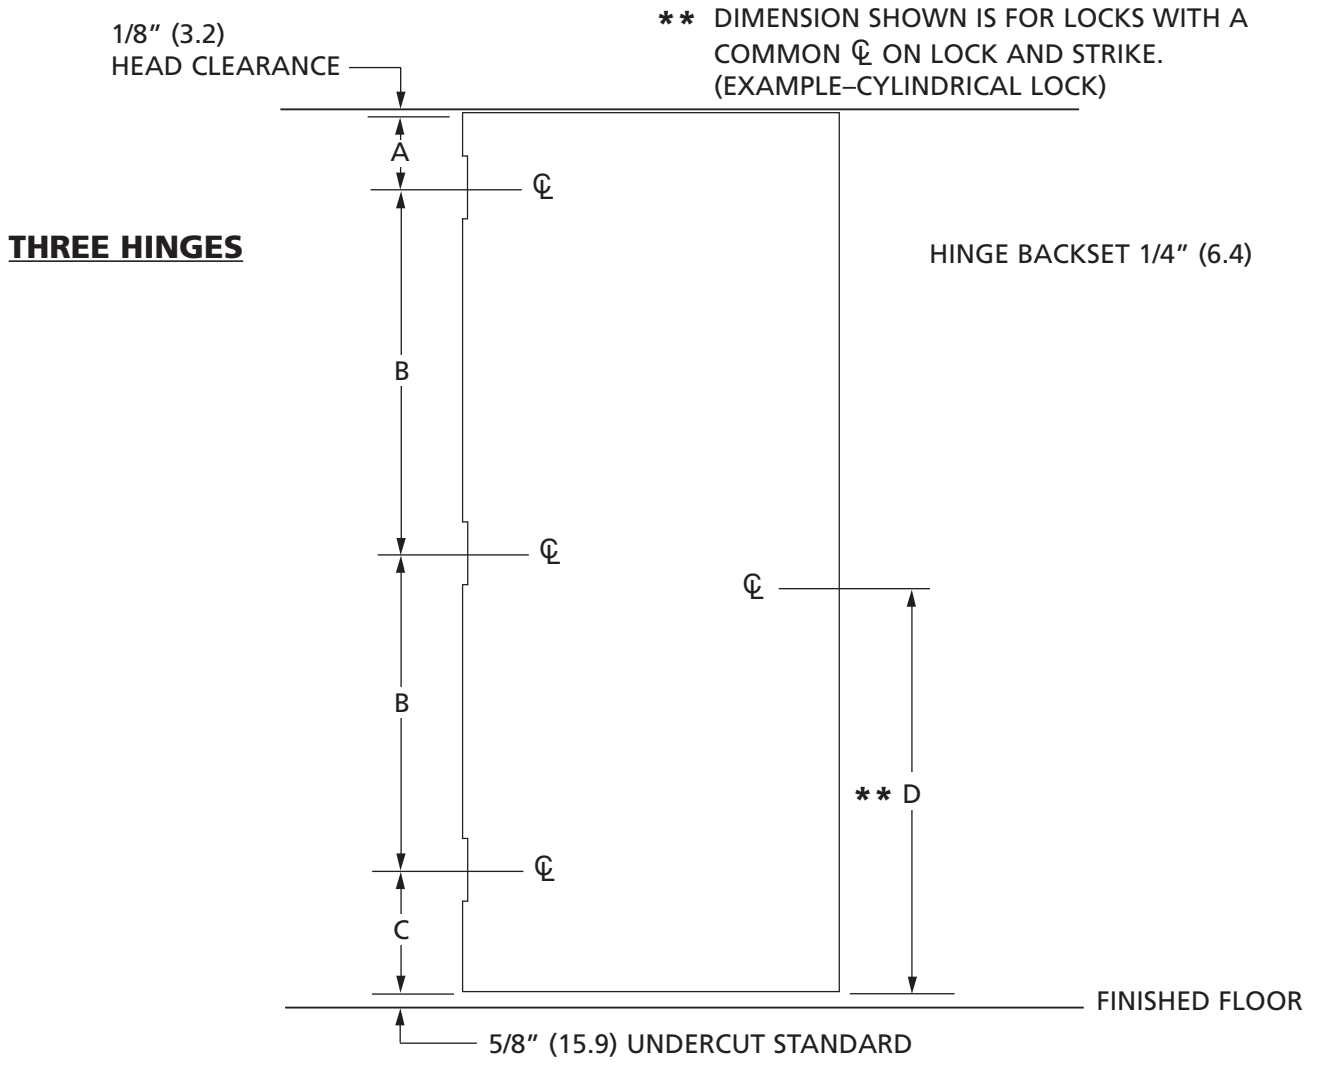 1/8” (3.2)
HEAD CLEARANCE
** DIMENSION SHOWN IS FOR LOCKS WITH A
COMMON ℄ ON LOCK AND STRIKE.
(EXAMPLE–CYLINDRICAL LOCK)
A
℄
THREE HINGES
HINGE BACKSET 1/4” (6.4)
B
℄
℄
B
** D
℄
C
FINISHED FLOOR
5/8” (15.9) UNDERCUT STANDARD